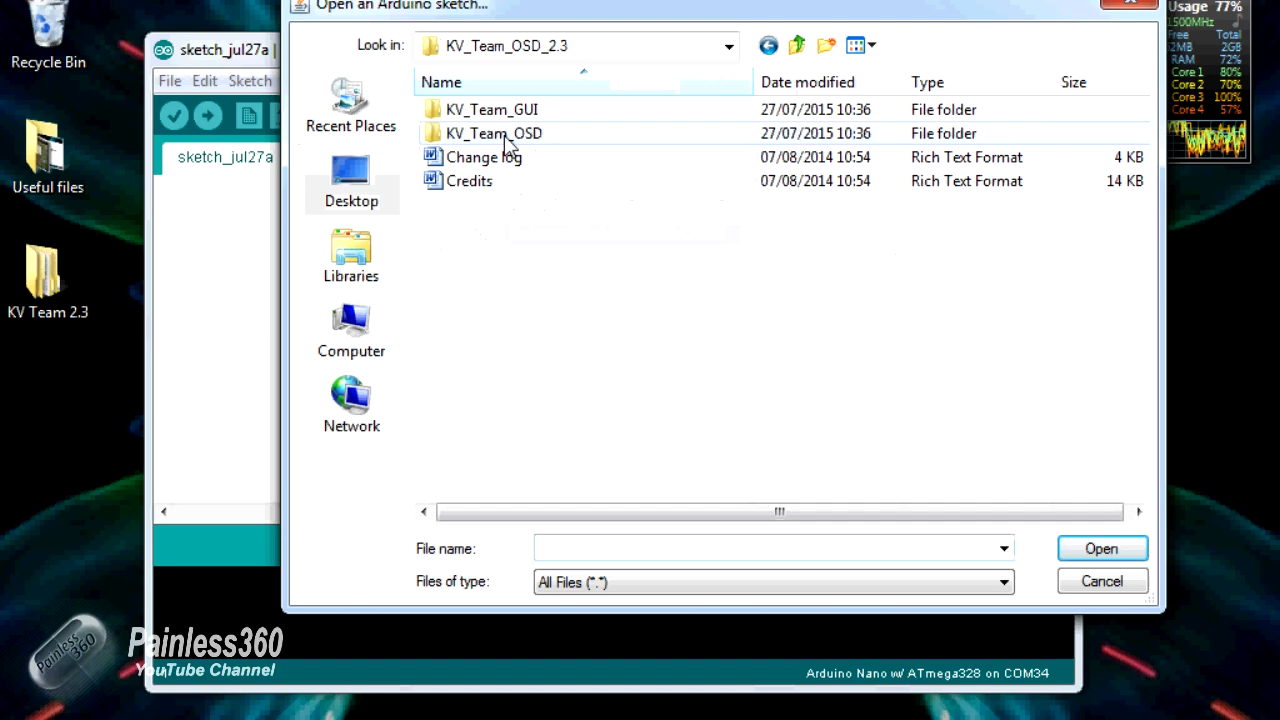 Open an Arduino sketch...
Look in:
KV_Team_OSD_2.3
Name
Date modified
Type
Size
KV_Team_GUI
27/07/2015 10:36
File folder
KV_Team_OSD
27/07/2015 10:36
File folder
Change log
07/08/2014 10:54
Rich Text Format
4 KB
Credits
07/08/2014 10:54
Rich Text Format
14 KB
Recent Places
Desktop
Libraries
Computer
Network
File name:
Open
Files of type:
All Files (*.*)
Cancel
Recycle Bin
Useful files
KV Team 2.3
sketch_jul27a |
File Edit Sketch
sketch_jul27a
Usage 77%
1500MHz
Free Total
2GB
RAM 72%
Core 1 80%
Core 2 70%
Core 3 100%
Core 4 57%
Painless360
Painless360
YouTube Channel
Arduino Nano w/ ATmega328 on COM34